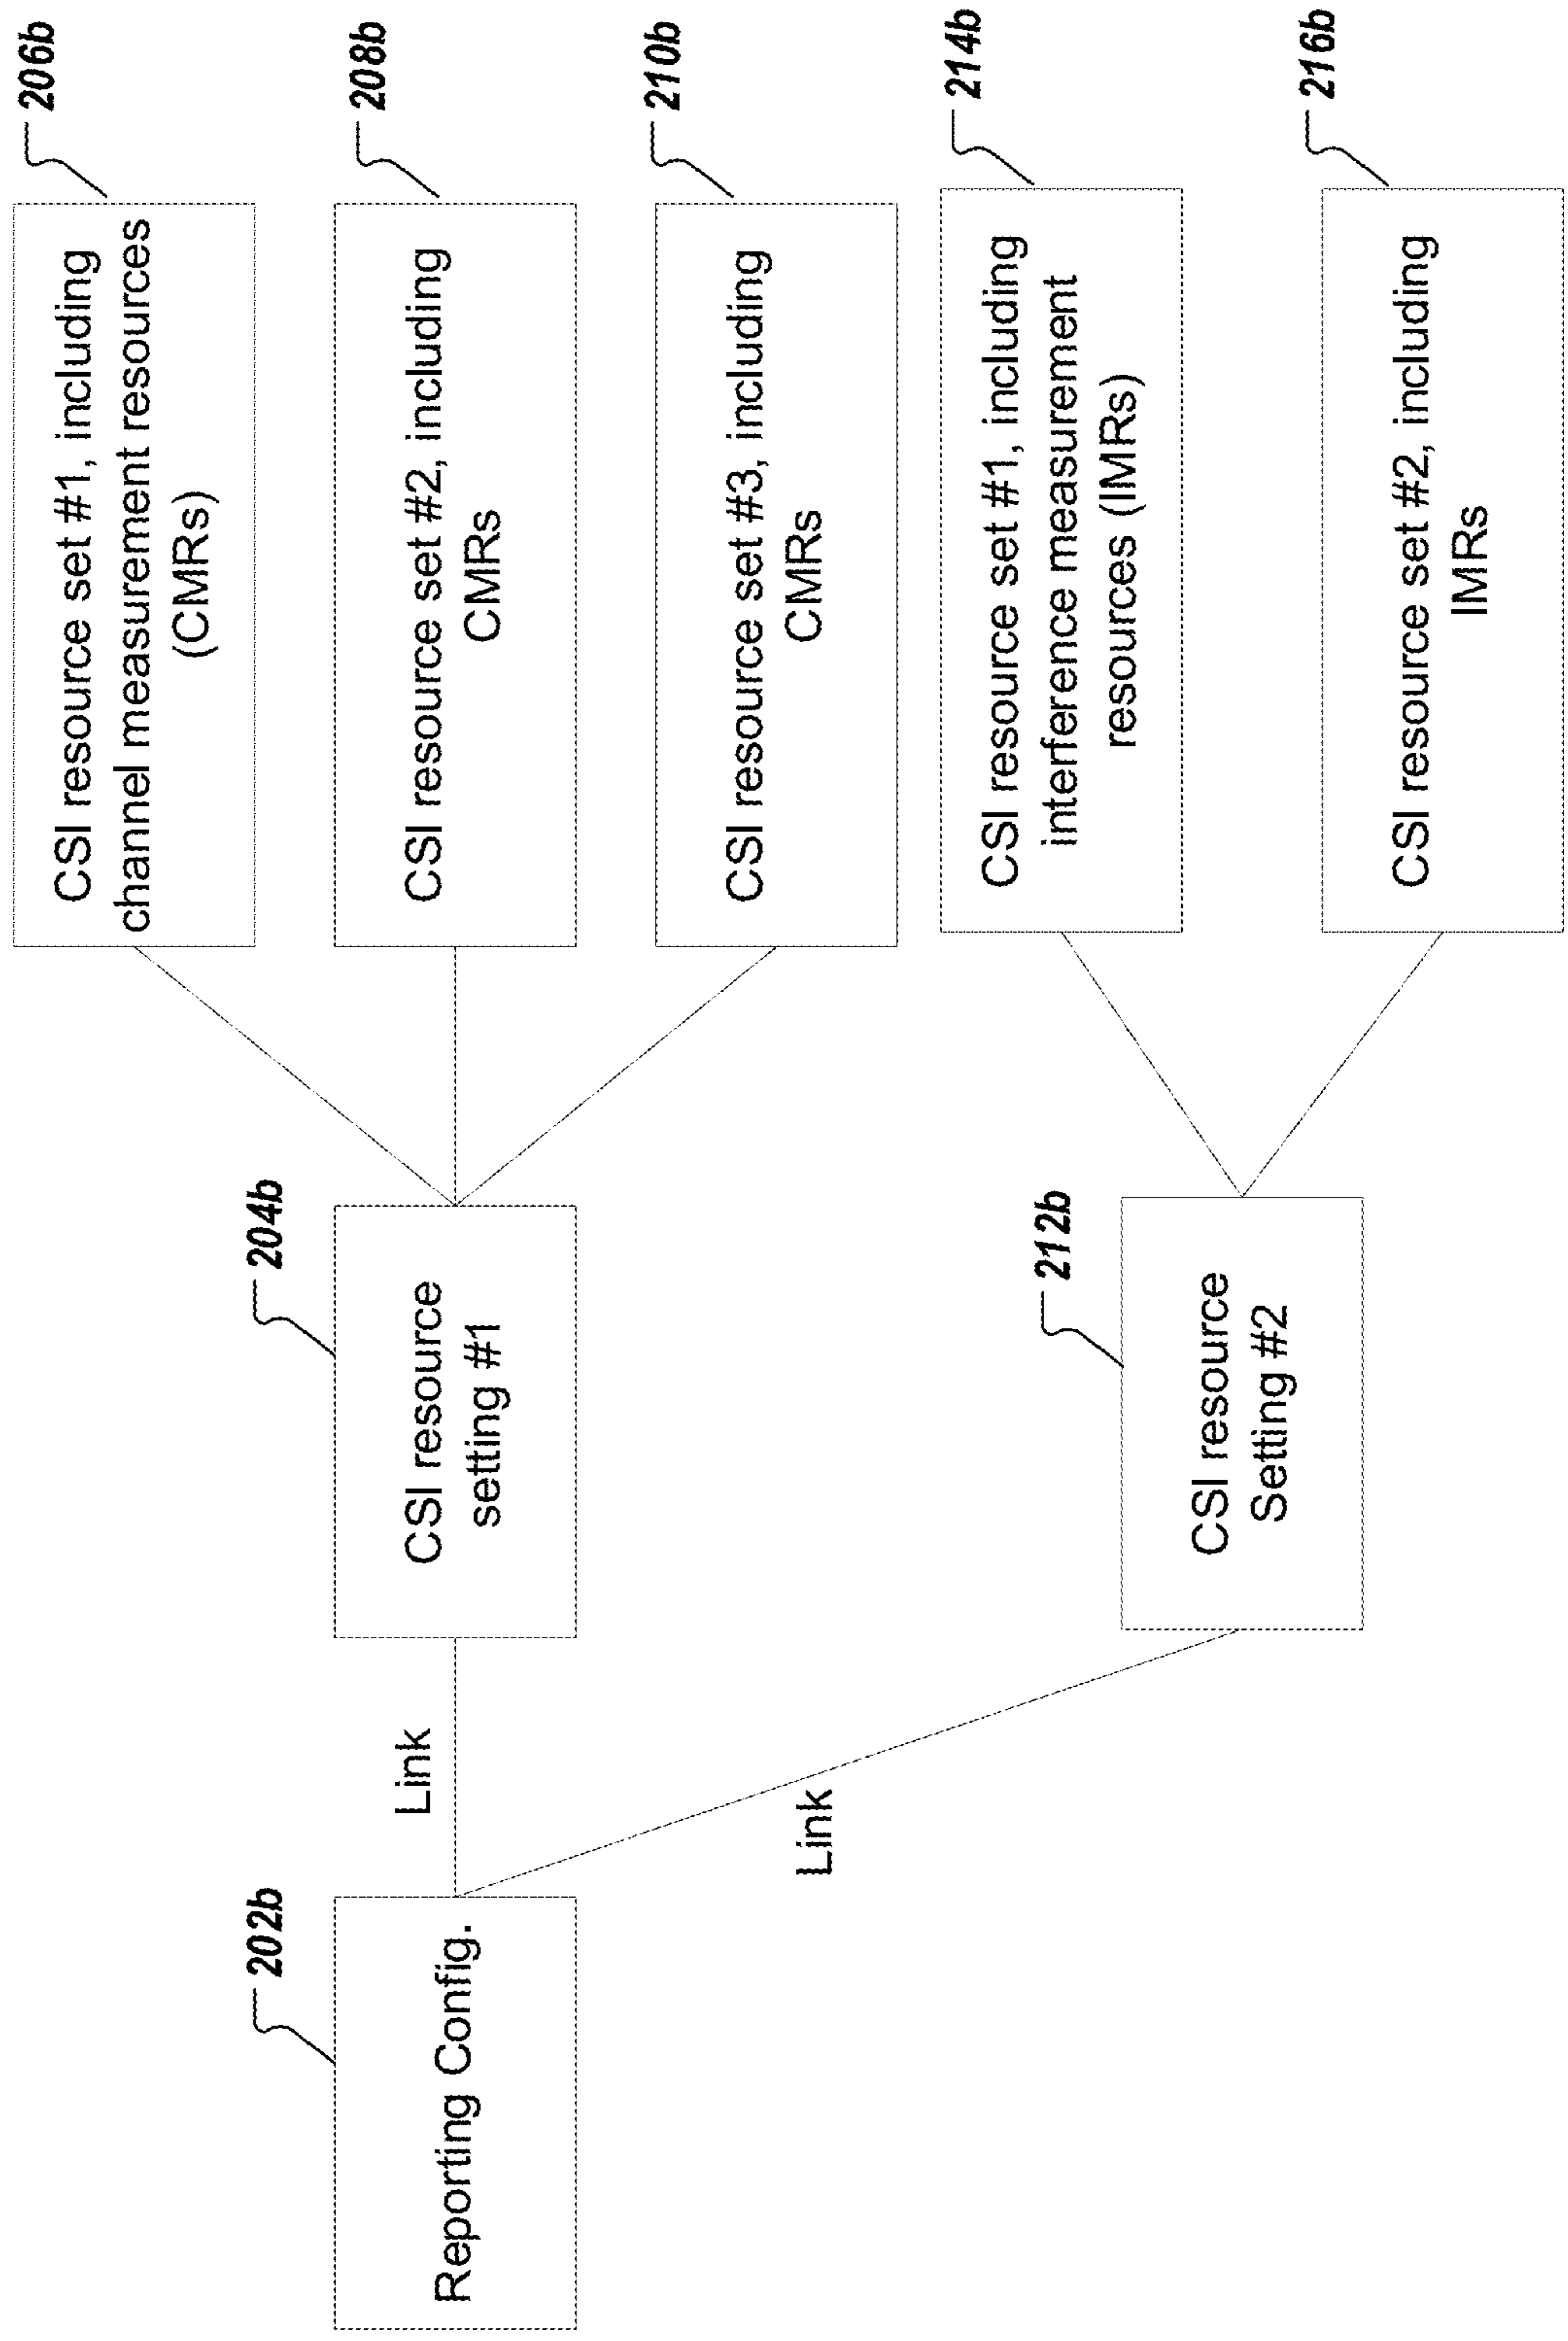 202b
Reporting Config.
Link
Link
204b
CSI resource
setting #1
212b
CSI resource
Setting #2
206b
CSI resource set #1, including
channel measurement resources
(CMRs)
208b
CSI resource set #2, including
CMRs
210b
CSI resource set #3, including
CMRs
214b
CSI resource set #1, including
interference measurement
resources (IMRs)
216b
CSI resource set #2, including
IMRs